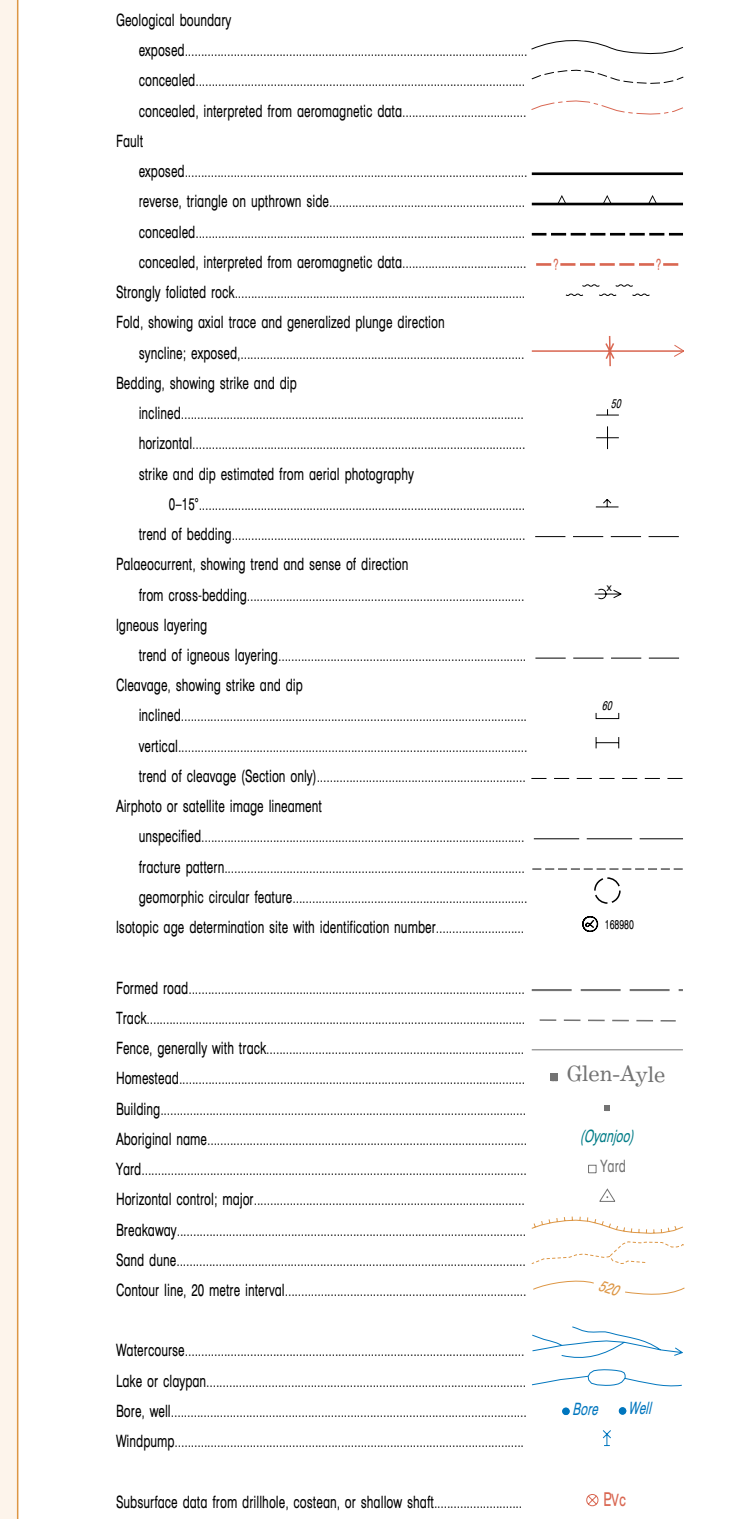 Geological boundary
exposed
concealed
concealed, interpreted from aeromagnetic data
Fault
exposed
reverse, triangle on upthrown side
concealed
concealed, interpreted from aeromagnetic data ? ?
Strongly foliated rock
Fold, showing axial trace and generalized plunge direction
syncline; exposed,
Bedding, showing strike and dip
inclined 50
horizontal
strike and dip estimated from aerial photography
0–15°
trend of bedding
Palaeocurrent, showing trend and sense of direction
from cross-bedding x
Igneous layering
trend of igneous layering
Cleavage, showing strike and dip
inclined 60
vertical
trend of cleavage (Section only)
Airphoto or satellite image lineament
unspecified
fracture pattern
geomorphic circular feature
Isotopic age determination site with identification number 168980
Formed road
Track
Fence, generally with track
Homestead Glen-Ayle
Building
Aboriginal name (Oyanjoo)
Yard Yard
Horizontal control; major
Breakaway
Sand dune
Contour line, 20 metre interval 520
Watercourse
Lake or claypan
Bore, well Bore Well
Windpump
Subsurface data from drillhole, costean, or shallow shaft PVc